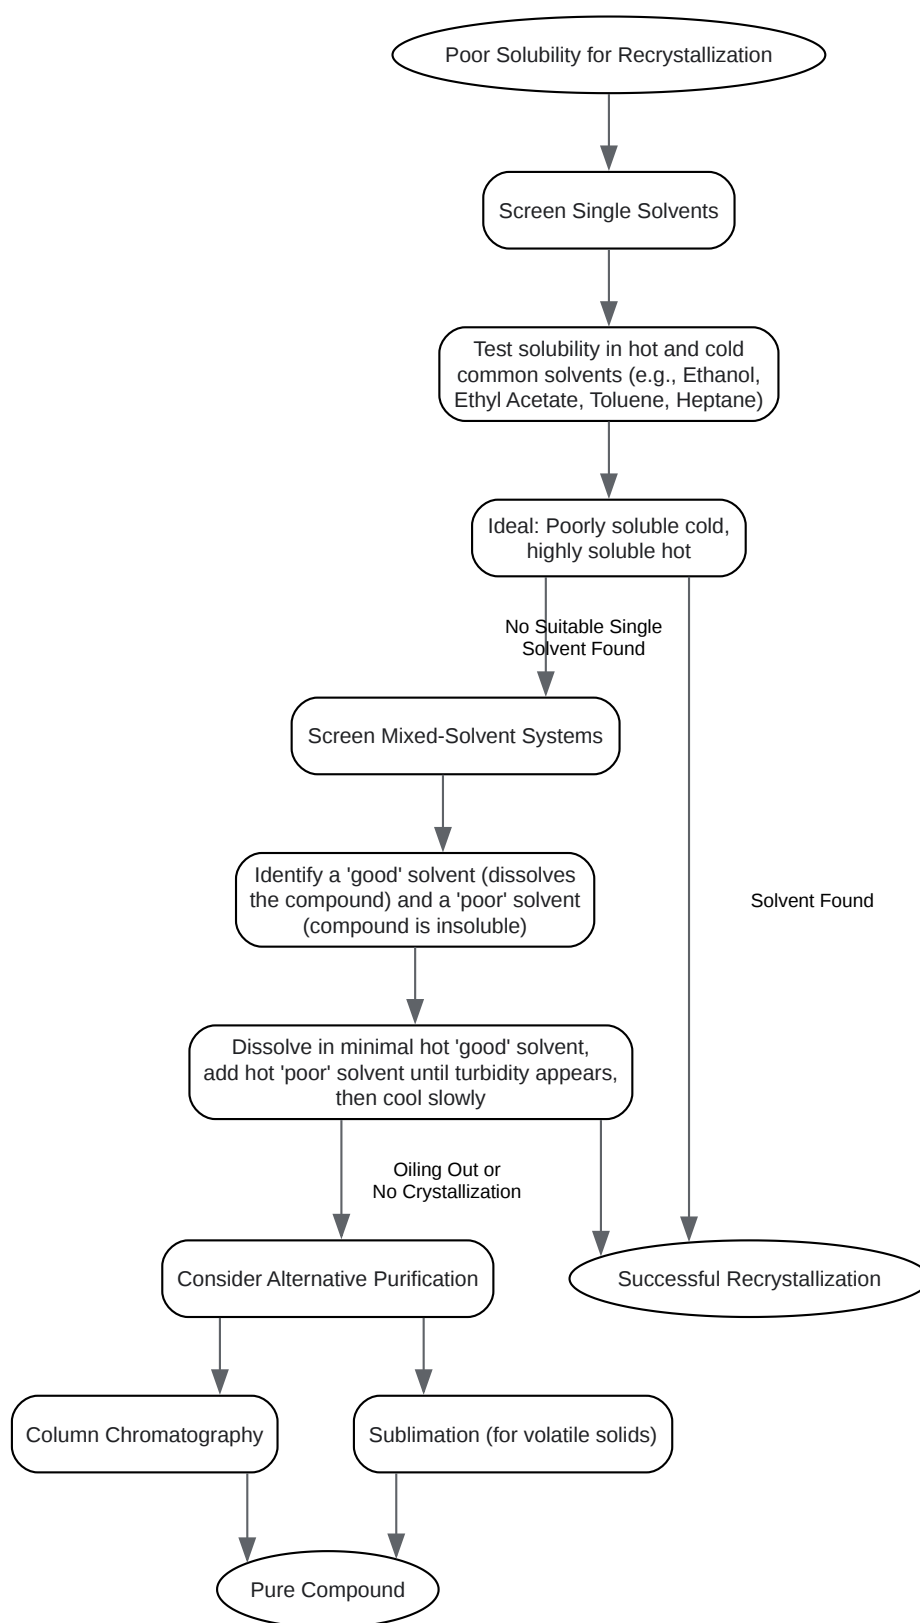 Poor Solubility for Recrystallization
Screen Single Solvents
Test solubility in hot and cold
common solvents (e.g., Ethanol,
Ethyl Acetate, Toluene, Heptane)
Ideal: Poorly soluble cold,
highly soluble hot
No Suitable Single
Solvent Found
Screen Mixed-Solvent Systems
Identify a 'good' solvent (dissolves
the compound) and a 'poor' solvent
(compound is insoluble)
Solvent Found
Dissolve in minimal hot 'good' solvent,
add hot 'poor' solvent until turbidity appears,
then cool slowly
Oiling Out or
No Crystallization
Consider Alternative Purification
Successful Recrystallization
Column Chromatography
Sublimation (for volatile solids)
Pure Compound